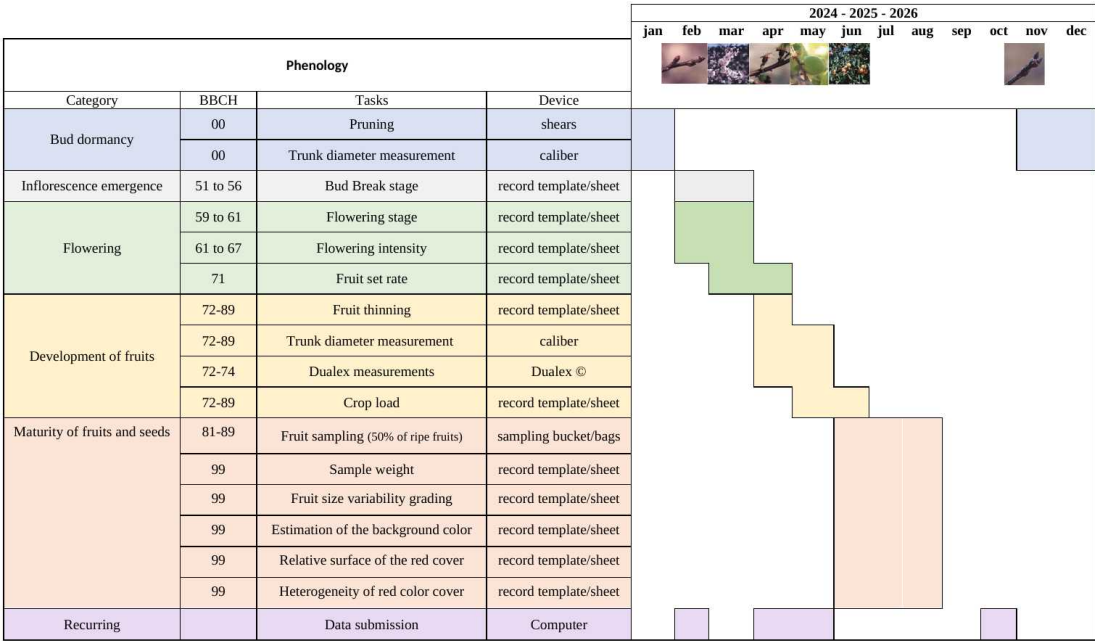 2024 - 2025 - 2026
jan feb mar apr may jun jul aug sep oct nov dec
Phenology
Category BBCH Tasks Device
Bud dormancy 00 Pruning shears
00 Trunk diameter measurement caliber
Inflorescence emergence 51 to 56 Bud Break stage record template/sheet
Flowering 59 to 61 Flowering stage record template/sheet
61 to 67 Flowering intensity record template/sheet
71 Fruit set rate record template/sheet
Development of fruits 72-89 Fruit thinning record template/sheet
72-89 Trunk diameter measurement caliber
72-74 Dualex measurements Dualex ©
72-89 Crop load record template/sheet
Maturity of fruits and seeds 81-89 Fruit sampling (50% of ripe fruits) sampling bucket/bags
99 Sample weight record template/sheet
99 Fruit size variability grading record template/sheet
99 Estimation of the background color record template/sheet
99 Relative surface of the red cover record template/sheet
99 Heterogeneity of red color cover record template/sheet
Recurring Data submission Computer